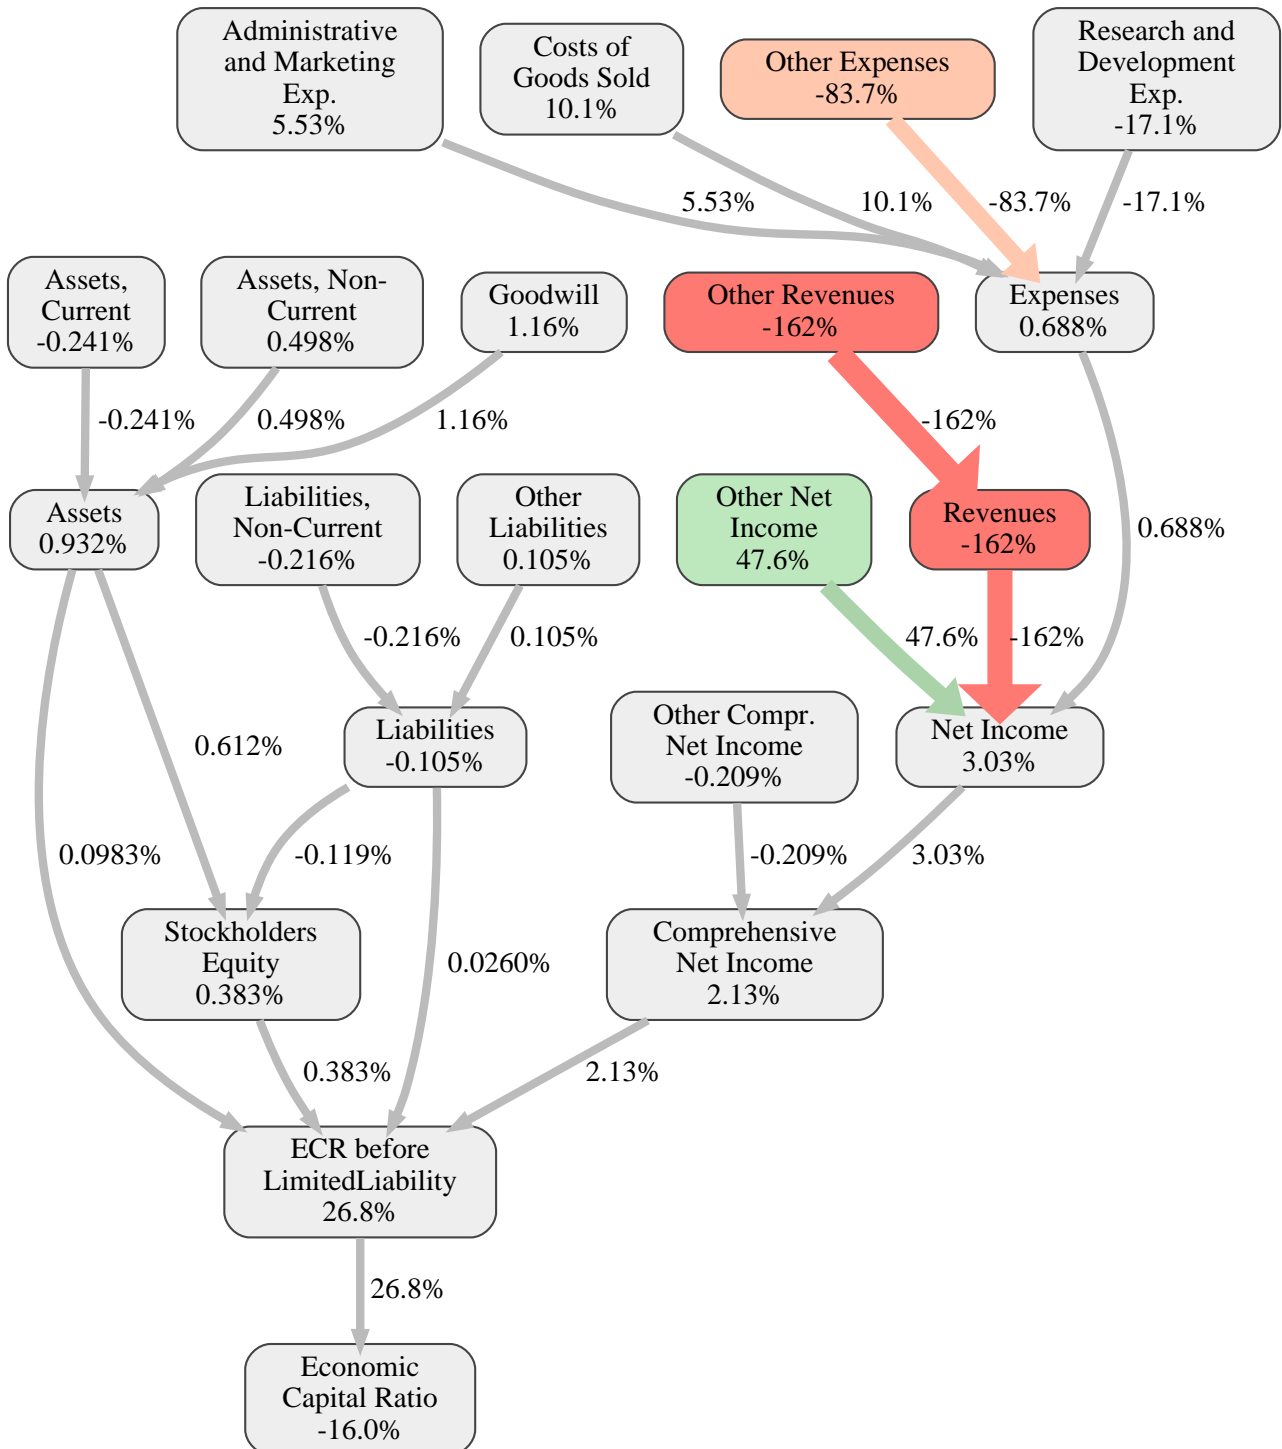 Administrative
and Marketing
Exp.
5.53%
Costs of
Goods Sold
10.1%
Other Expenses
-83.7%
Research and
Development
Exp.
-17.1%
5.53%
10.1%
-83.7%
-17.1%
Assets,
Current
-0.241%
Assets, Non-
Current
0.498%
Goodwill
1.16%
Other Revenues
-162%
Expenses
0.688%
-0.241%
0.498%
1.16%
-162%
Assets
0.932%
Liabilities,
Non-Current
-0.216%
Other
Liabilities
0.105%
Other Net
Income
47.6%
Revenues
-162%
0.688%
-0.216%
0.105%
47.6%
-162%
0.612%
Liabilities
-0.105%
Other Compr.
Net Income
-0.209%
Net Income
3.03%
0.0983%
-0.119%
-0.209%
3.03%
Stockholders
Equity
0.383%
0.0260%
Comprehensive
Net Income
2.13%
0.383%
2.13%
ECR before
LimitedLiability
26.8%
26.8%
Economic
Capital Ratio
-16.0%